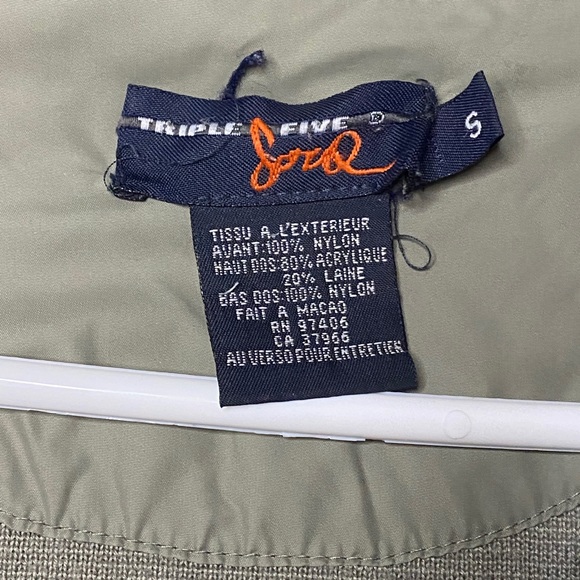 TRIPLE FIVE ®
SoHo
S
TISSU A L'EXTERIEUR
AVANT:100% NYLON
HAUT DOS:80% ACRYLIQUE
20% LAINE
BAS DOS:100% NYLON
FAIT A MACAO
RN 97406
CA 37966
AU VERSO POUR ENTRETIEN